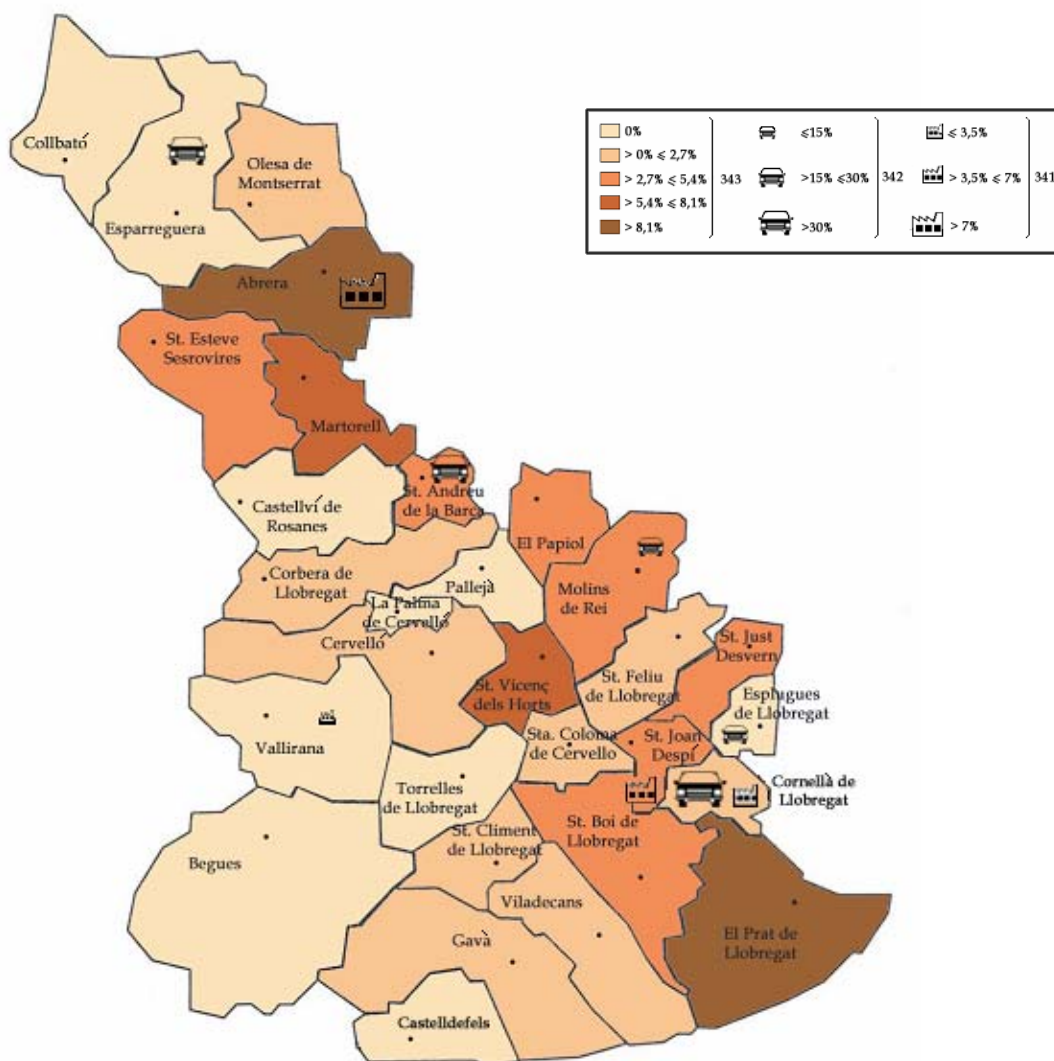 Collbató
Olesa de
Montserrat
Esparreguera
Abrera
St. Esteve
Sesrovires
Martorell
St. Andreu
de la Barca
Castellví de
Rosanes
El Papiol
Corbera de
Llobregat
Pallejà
Molins
de Rei
La Palma
de Cervelló
Cervelló
St. Just
Desvern
St. Feliu
de Llobregat
St. Vicenç
dels Horts
Esplugues
de Llobregat
Sta. Coloma
de Cervello
St. Joan
Despí
Vallirana
Cornellà de
Llobregat
Torrelles
de Llobregat
St. Boi de
Llobregat
St. Climent
de Llobregat
Begues
Viladecans
Gavà
El Prat de
Llobregat
Castelldefels
0%
> 0% ⩽ 2,7%
> 2,7% ⩽ 5,4%
> 5,4% ⩽ 8,1%
> 8,1%
343
⩽15%
>15% ⩽30%
>30%
342
⩽ 3,5%
> 3,5% ⩽ 7%
> 7%
341